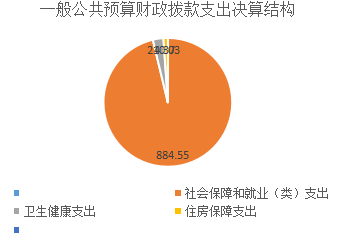 一般公共预算财政拨款支出决算结构
884.55
社会保障和就业（类）支出
卫生健康支出
住房保障支出